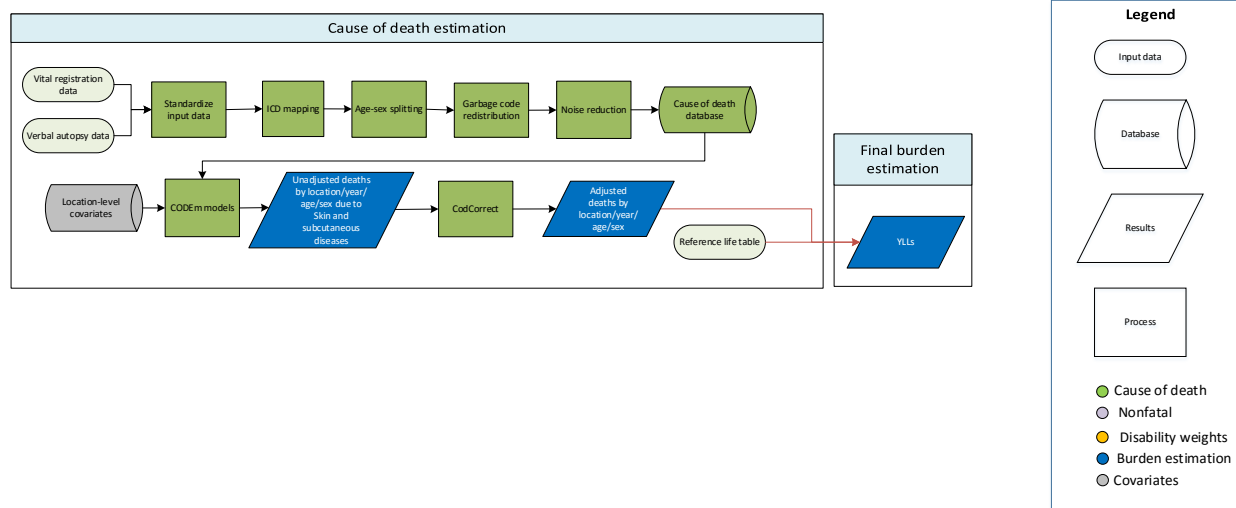 Cause of death estimation
Vital registration
data
Verbal autopsy data
Standardize
input data
ICD mapping
Age-sex splitting
Garbage code
redistribution
Noise reduction
Cause of death
database
Location-level
covariates
CODEm models
Unadjusted deaths
by location/year/
age/sex due to
Skin and
subcutaneous
diseases
CodCorrect
Adjusted
deaths by
location/year/
age/sex
Reference life table
Final burden
estimation
YLLs
Legend
Input data
Database
Results
Process
Cause of death
Nonfatal
Disability weights
Burden estimation
Covariates